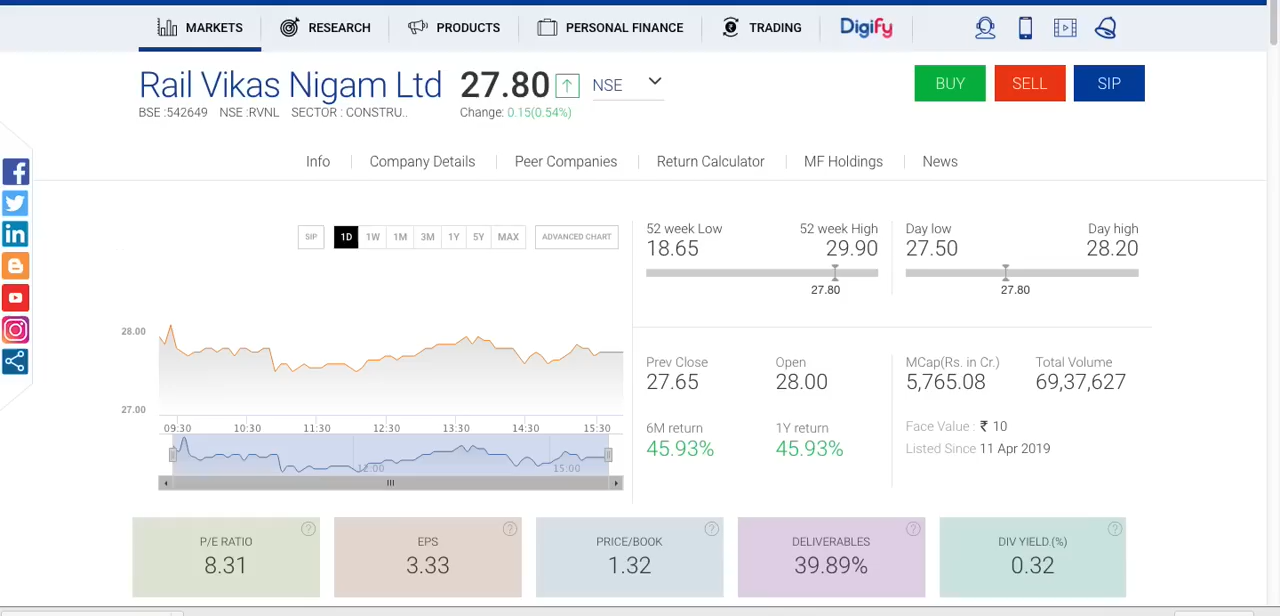 MARKETS RESEARCH PRODUCTS PERSONAL FINANCE TRADING Digify
Rail Vikas Nigam Ltd 27.80 NSE BUY SELL SIP
BSE :542649 NSE :RVNL SECTOR : CONSTRU.. Change: 0.15(0.54%)
Info Company Details Peer Companies Return Calculator MF Holdings News
SIP 1D 1W 1M 3M 1Y 5Y MAX ADVANCED CHART
52 week Low 52 week High Day low Day high
18.65 29.90 27.50 28.20
27.80 27.80
28.00
27.00
09:30 10:30 11:30 12:30 13:30 14:30 15:30
12:00 15:00
Prev Close Open MCap(Rs. in Cr.) Total Volume
27.65 28.00 5,765.08 69,37,627
6M return 1Y return Face Value : ₹ 10
45.93% 45.93% Listed Since 11 Apr 2019
P/E RATIO EPS PRICE/BOOK DELIVERABLES DIV YIELD.(%)
8.31 3.33 1.32 39.89% 0.32